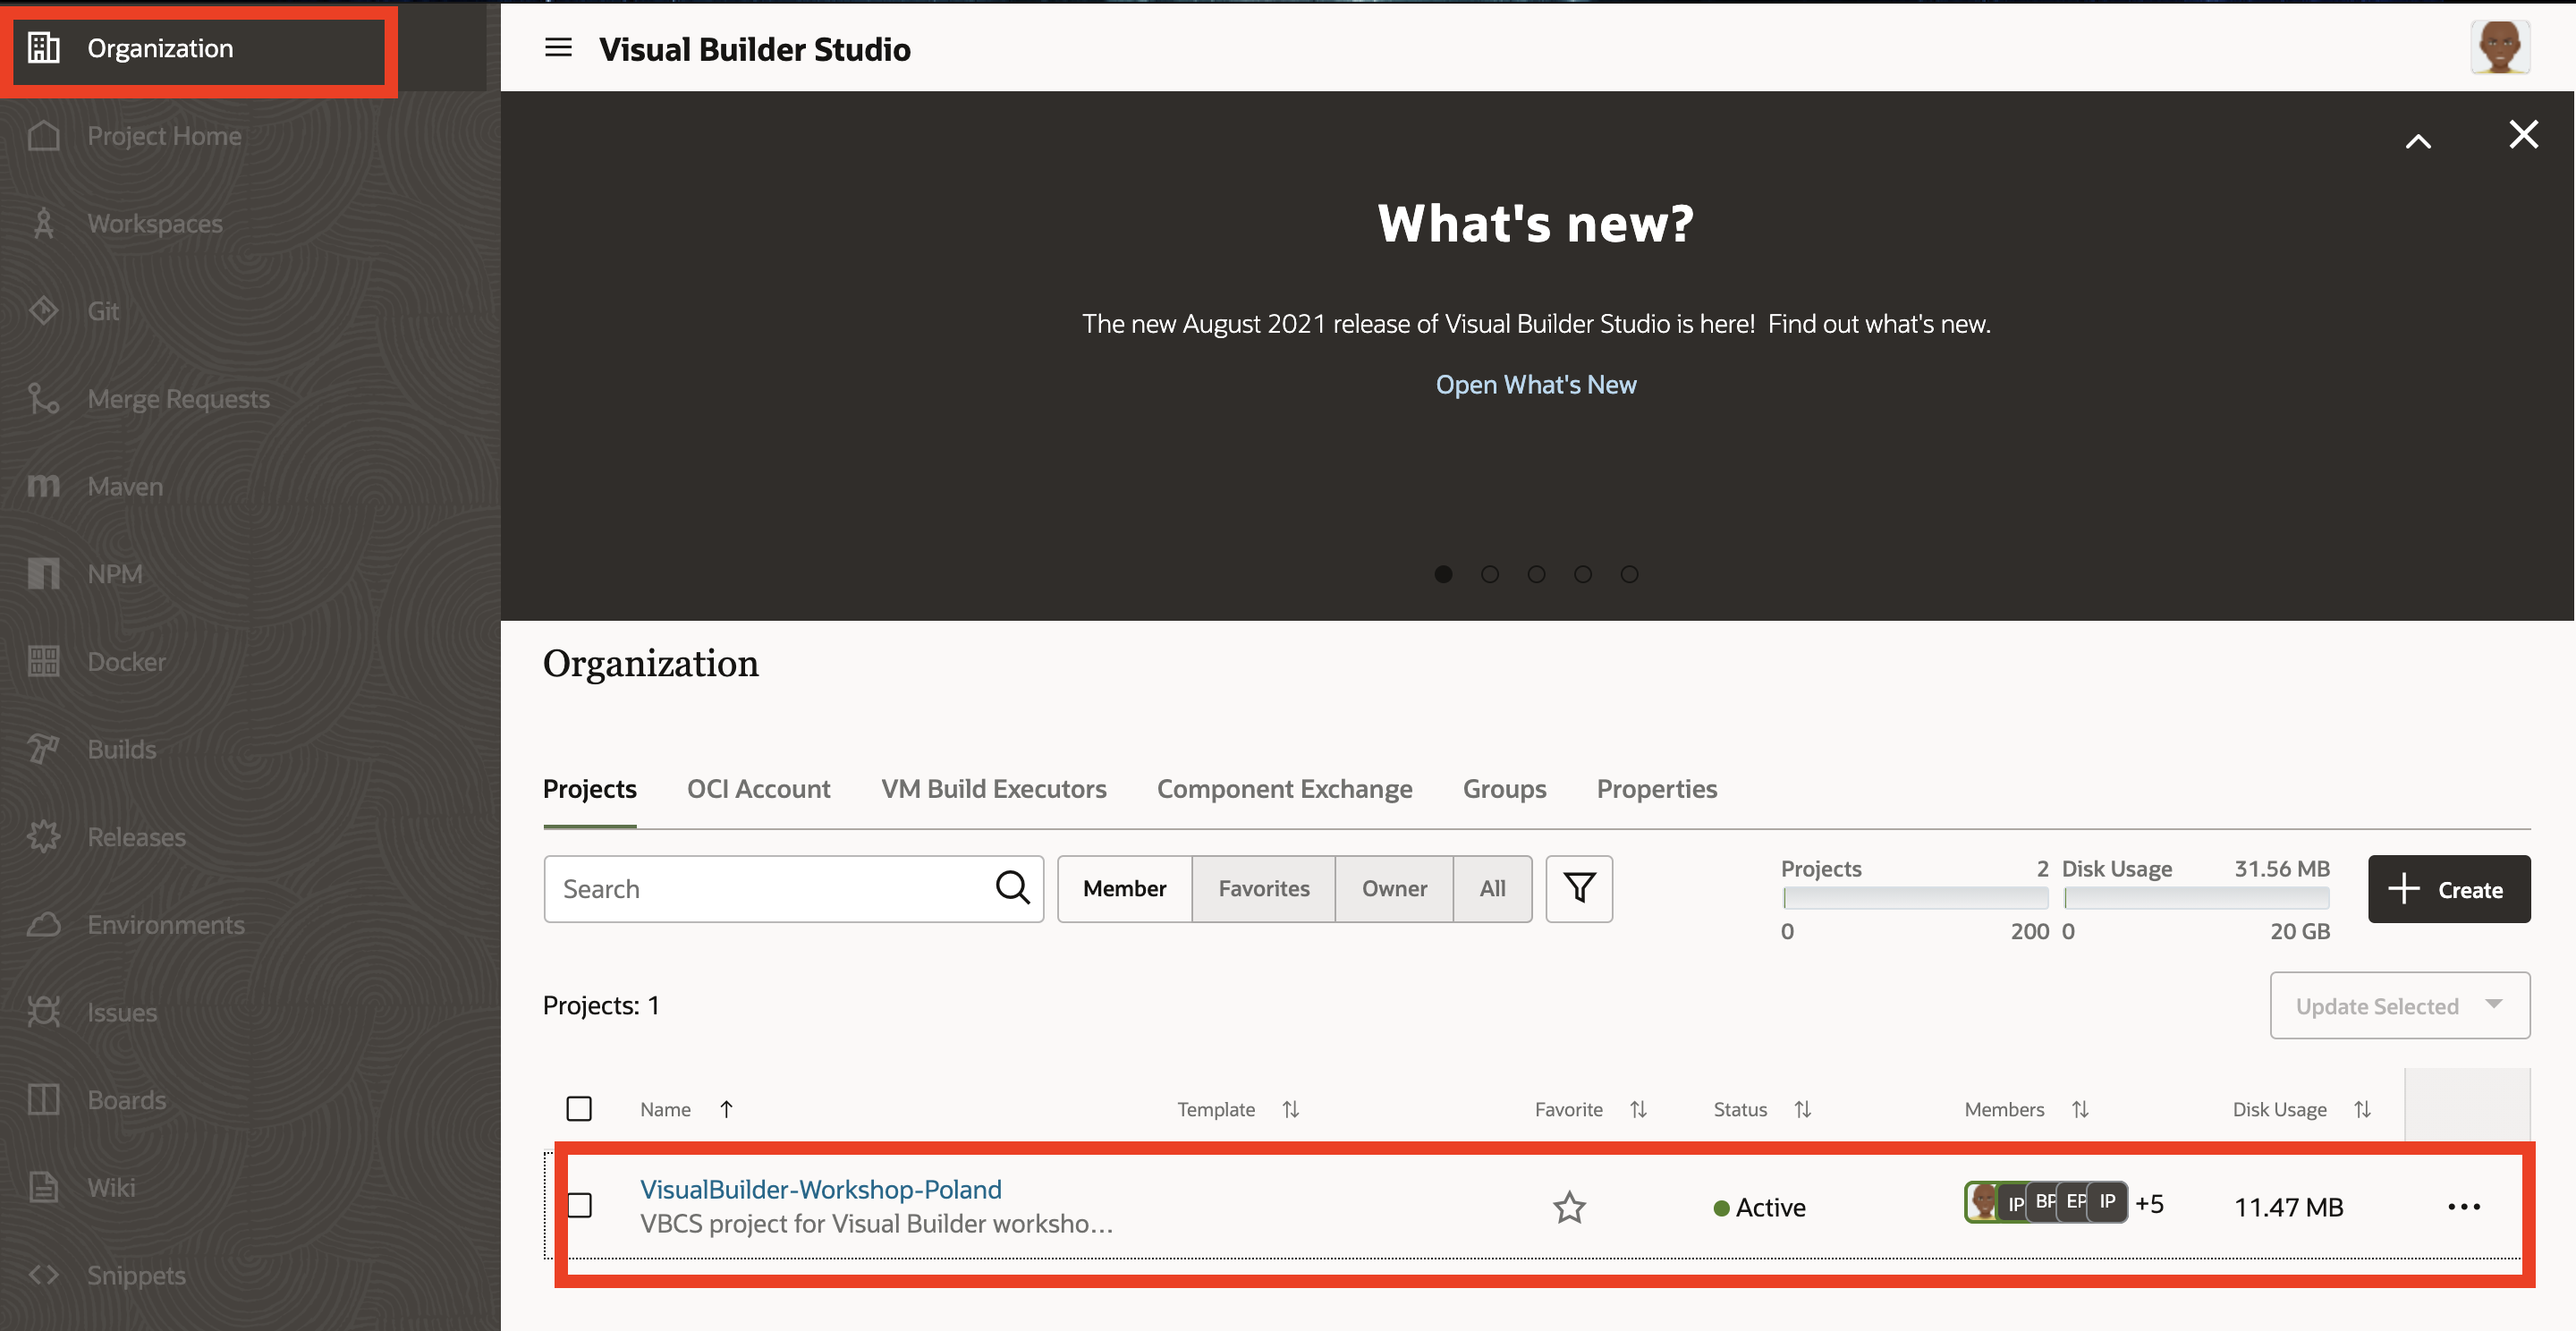 Organization
Project Home
Workspaces
Git
Merge Requests
Maven
NPM
Docker
Builds
Releases
Environments
Issues
Boards
Wiki
Snippets
Visual Builder Studio
What's new?
The new August 2021 release of Visual Builder Studio is here! Find out what's new.
Open What's New
Organization
Projects OCI Account VM Build Executors Component Exchange Groups Properties
Search Member Favorites Owner All
Projects 2 Disk Usage 31.56 MB
0 200 0 20 GB
Create
Projects: 1
Update Selected
Name Template Favorite Status Members Disk Usage
VisualBuilder-Workshop-Poland
VBCS project for Visual Builder worksho...
Active IP BP EP IP +5 11.47 MB